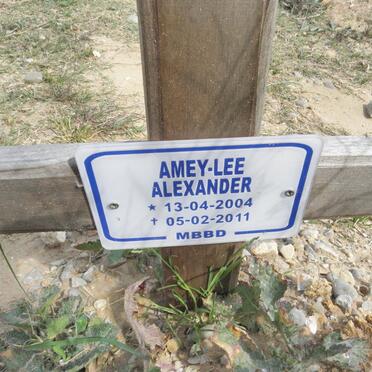 AMEY-LEE
ALEXANDER
★ 13-04-2004
✝ 05-02-2011
MBBD